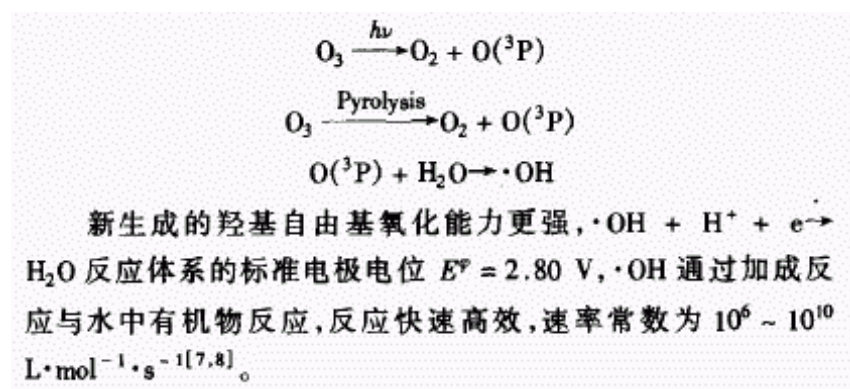 O₃ —hν→ O₂ + O(³P)
O₃ —Pyrolysis→ O₂ + O(³P)
O(³P) + H₂O → ·OH
新生成的羟基自由基氧化能力更强,·OH + H⁺ + e→
H₂O 反应体系的标准电极电位 E^φ = 2.80 V,·OH 通过加成反
应与水中有机物反应,反应快速高效,速率常数为 10⁶ ~ 10¹⁰
L·mol⁻¹·s⁻¹[7,8]。